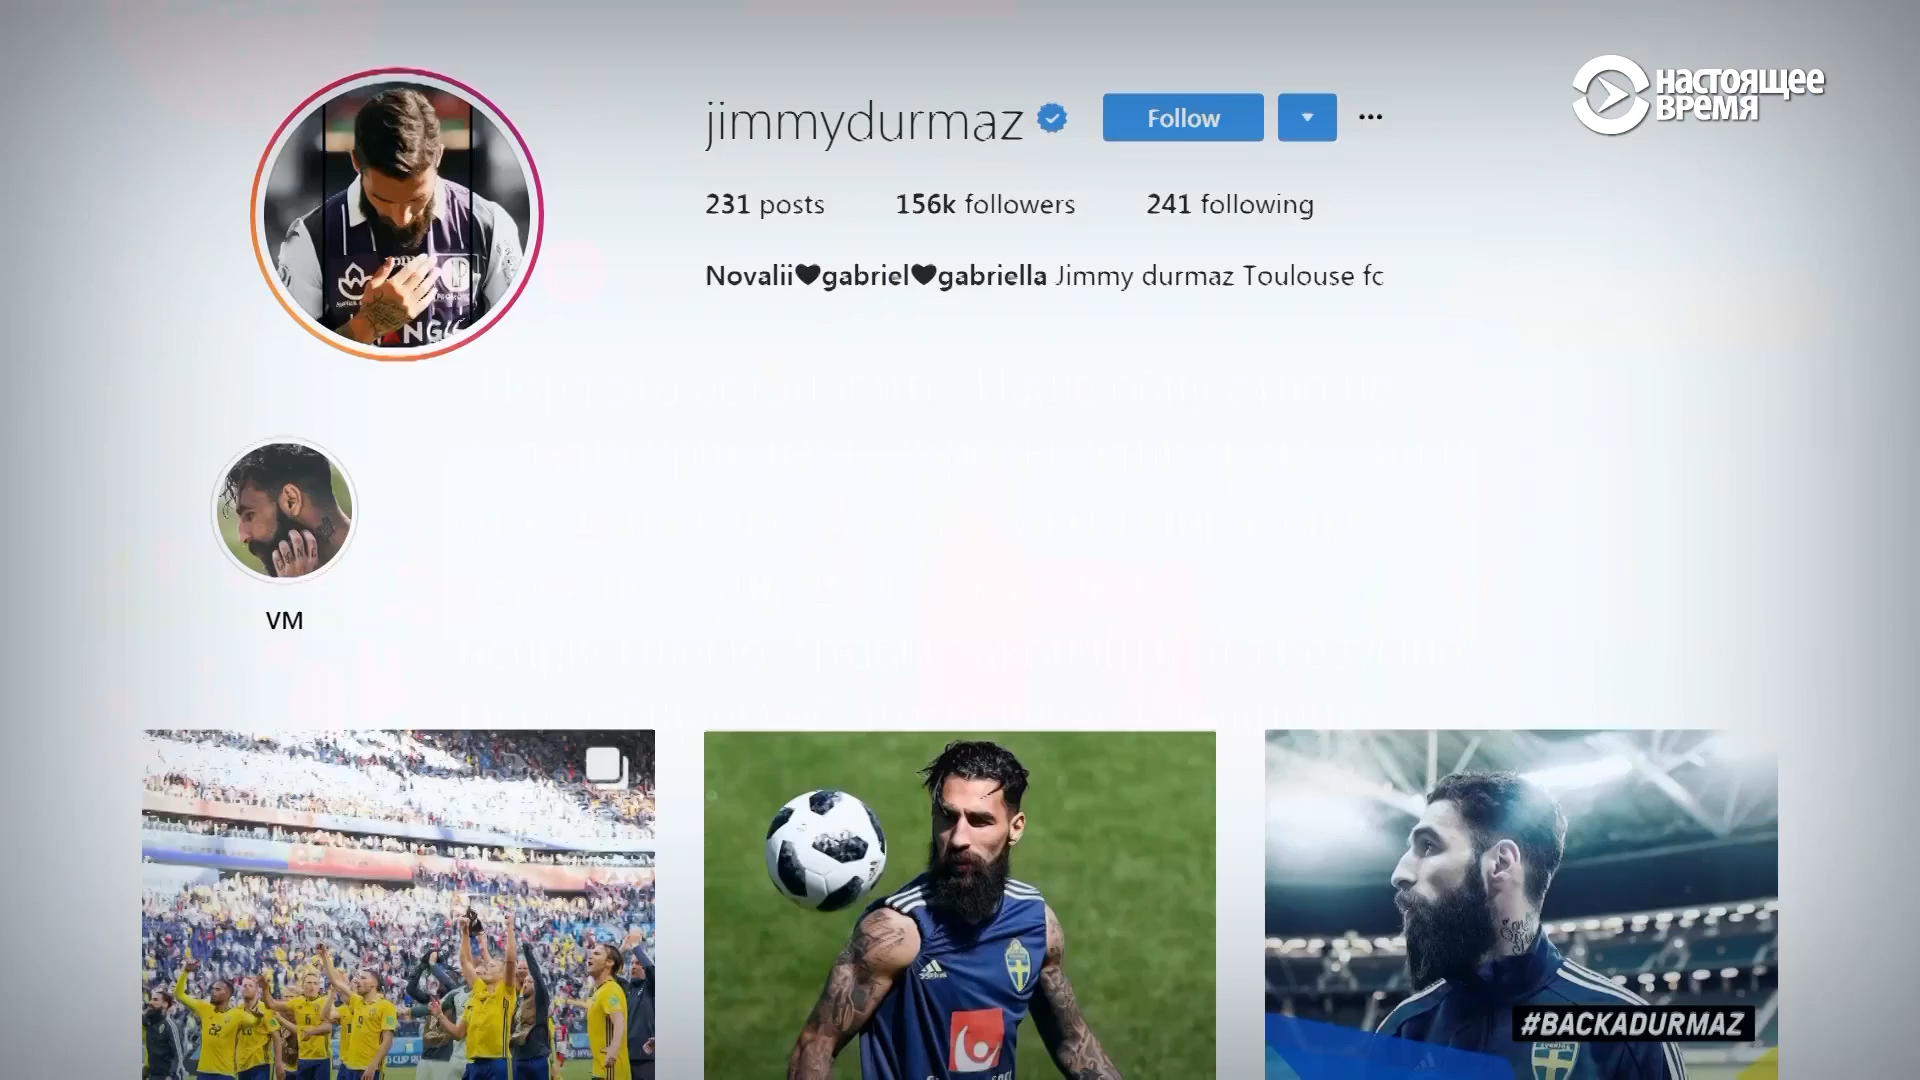 НАСТОЯЩЕЕ
ВРЕМЯ
jimmydurmaz
Follow
231 posts 156k followers 241 following
Novalii🖤gabriel🖤gabriella Jimmy durmaz Toulouse fc
VM
#BACKADURMAZ